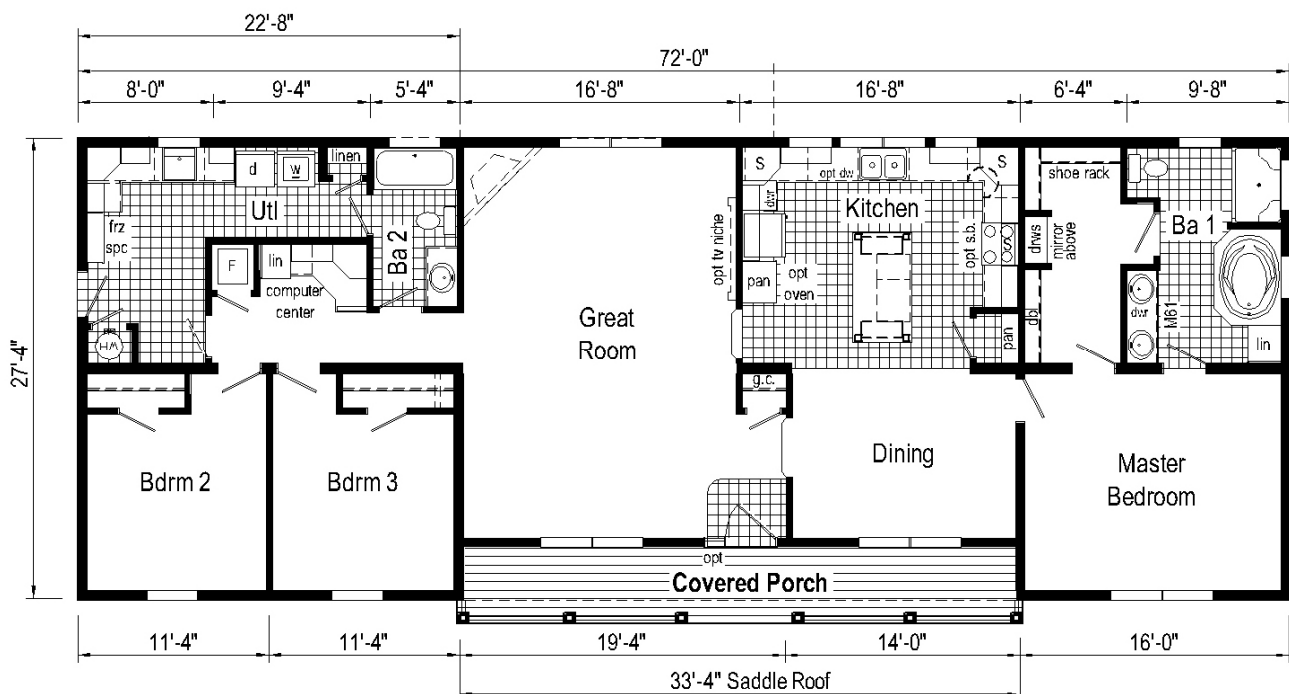 22'-8"
72'-0"
8'-0" 9'-4" 5'-4" 16'-8" 16'-8" 6'-4" 9'-8"
27'-4"
d w linen
Utl
frz
spc
F
lin
computer
center
HW
Ba 2
Great
Room
opt tv niche
S opt dw S
dwr
Kitchen
opt s.b.
pan
opt
oven
pan
g.c.
shoe rack
drws
mirror
above
dbl
Ba 1
dwr
M61
lin
Bdrm 2
Bdrm 3
Dining
Master
Bedroom
opt
Covered Porch
11'-4" 11'-4" 19'-4" 14'-0" 16'-0"
33'-4" Saddle Roof